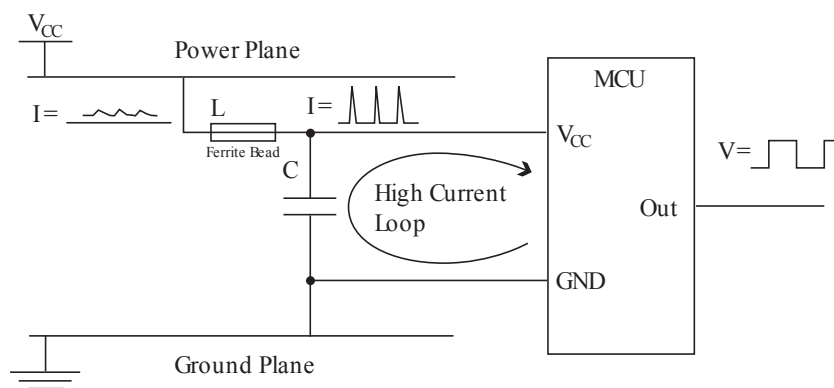 VCC
Power Plane
MCU
I=
L
I=
Ferrite Bead
VCC
V=
C
High Current
Loop
Out
GND
Ground Plane